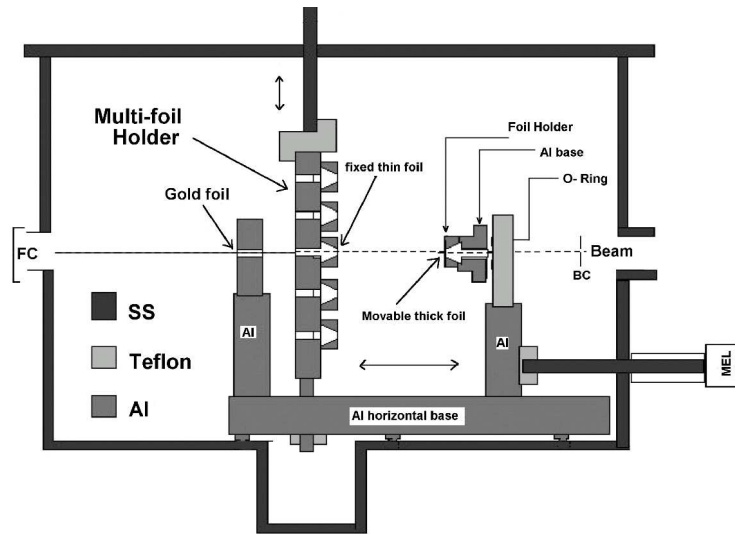 Multi-foil
Holder
Foil Holder
Al base
fixed thin foil
O- Ring
Gold foil
FC
Beam
BC
Movable thick foil
SS
Al
Al
Teflon
MEL
Al
Al horizontal base